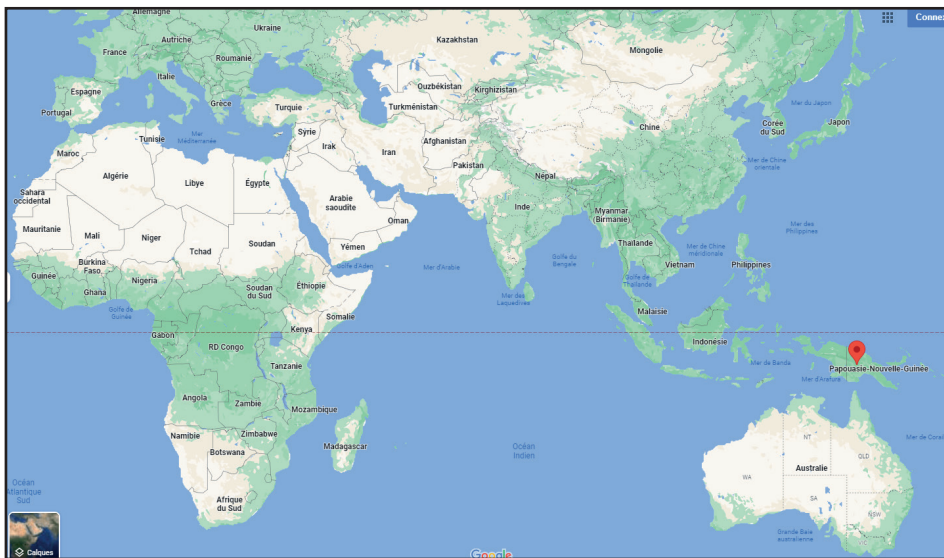 Allemagne
Ukraine
Connex
Kazakhstan
France
Autriche
Mongolie
Roumanie
Italie
Ouzbékistan
Kirghizistan
Espagne
Grèce
Turquie
Turkménistan
Mer du Japon
Portugal
Corée
du Sud
Japon
Mer
Méditerranée
Tunisie
Syrie
Chine
Afghanistan
Maroc
Irak
Iran
Mer de Chine
orientale
Pakistan
Algérie
Libye
Égypte
Népal
Sahara
occidental
Arabie
saoudite
Inde
Oman
Myanmar
(Birmanie)
Mauritanie
Mer des
Philippines
Mali
Niger
Soudan
Thaïlande
Tchad
Yémen
Mer de Chine
méridionale
Burkina
Faso
Golfe d'Aden
Mer d'Arabie
Golfe du
Bengale
Vietnam
Philippines
Guinée
Nigeria
Soudan
du Sud
Éthiopie
Golfe de
Thaïlande
Ghana
Mer des
Laquedives
Golfe de
Guinée
Somalie
Malaisie
Kenya
Gabon
RD Congo
Indonésie
Tanzanie
Mer de Banda
Papouasie-Nouvelle-Guinée
Mer d'Arafura
Angola
Zambie
Mozambique
Zimbabwe
Namibie
Madagascar
Océan
Indien
NT
Mer de Corail
Botswana
QLD
Australie
WA
Océan
Atlantique
Sud
Afrique
du Sud
SA
NSW
Grande Baie
australienne
Calques
Google